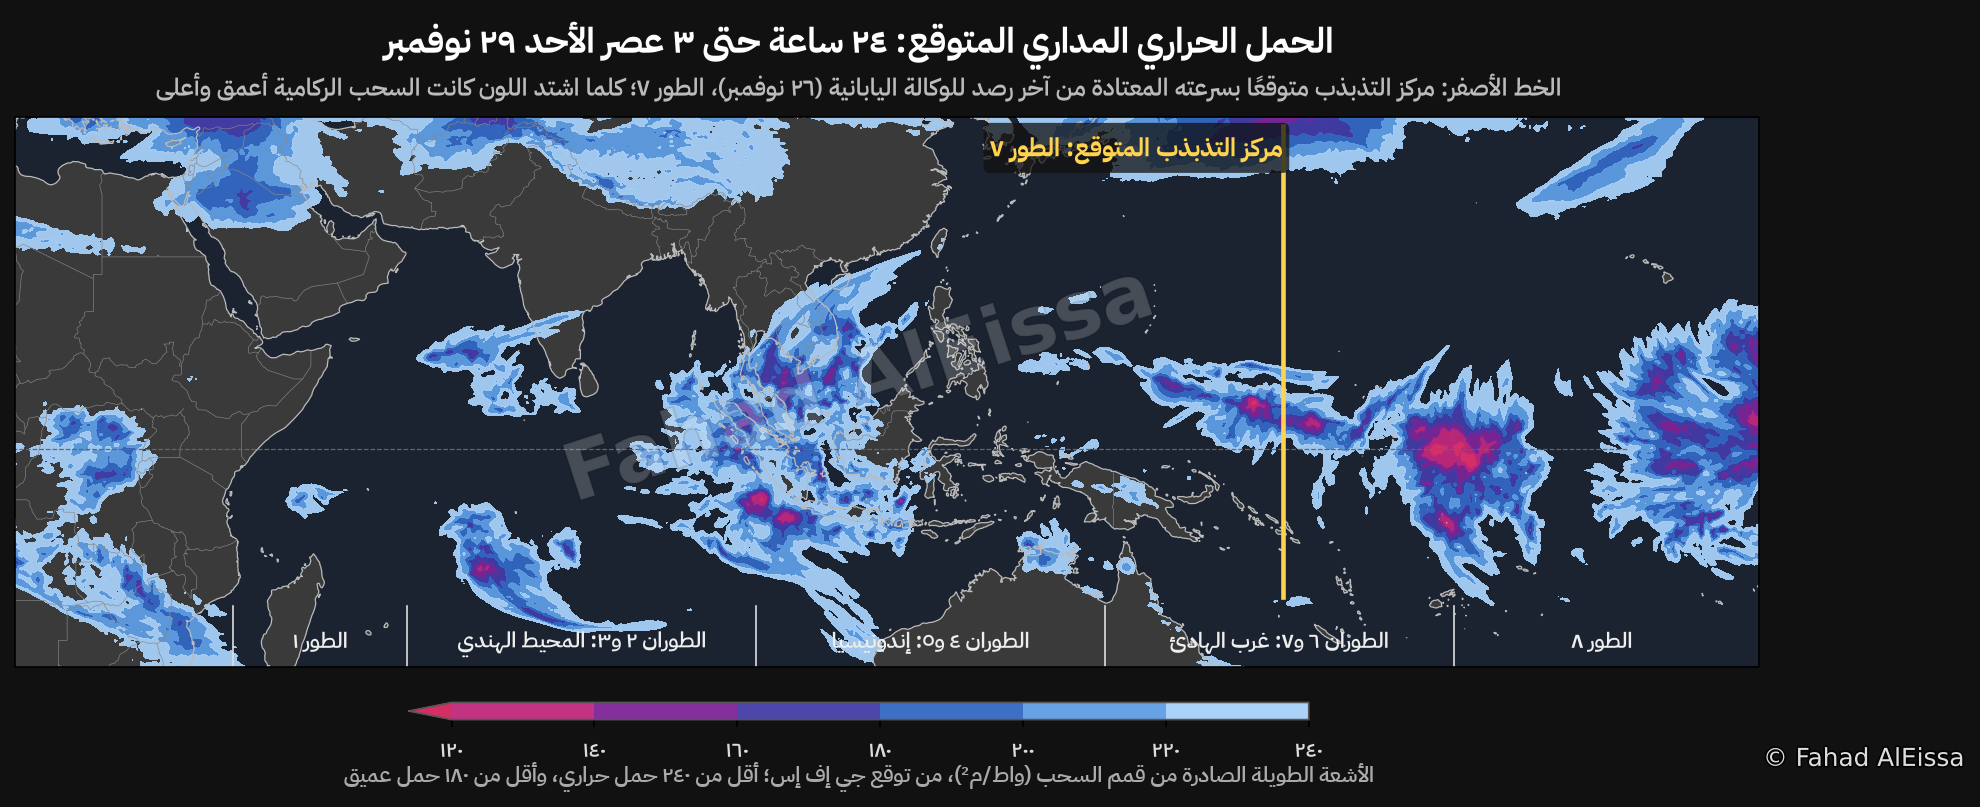 الحمل الحراري المداري المتوقع: ٢٤ ساعة حتى ٣ عصر الأحد ٢٩ نوفمبر
الخط الأصفر: مركز التذبذب متوقعًا بسرعته المعتادة من آخر رصد للوكالة اليابانية (٢٦ نوفمبر)، الطور ٧؛ كلما اشتد اللون كانت السحب الركامية أعمق وأعلى
مركز التذبذب المتوقع: الطور ٧
Fahad AlEissa
الطور ١
الطوران ٢ و٣: المحيط الهندي
الطوران ٤ و٥: إندونيسيا
الطوران ٦ و٧: غرب الهادئ
الطور ٨
١٢٠ ١٤٠ ١٦٠ ١٨٠ ٢٠٠ ٢٢٠ ٢٤٠
الأشعة الطويلة الصادرة من قمم السحب (واط/م²)، من توقع جي إف إس؛ أقل من ٢٤٠ حمل حراري، وأقل من ١٨٠ حمل عميق
© Fahad AlEissa